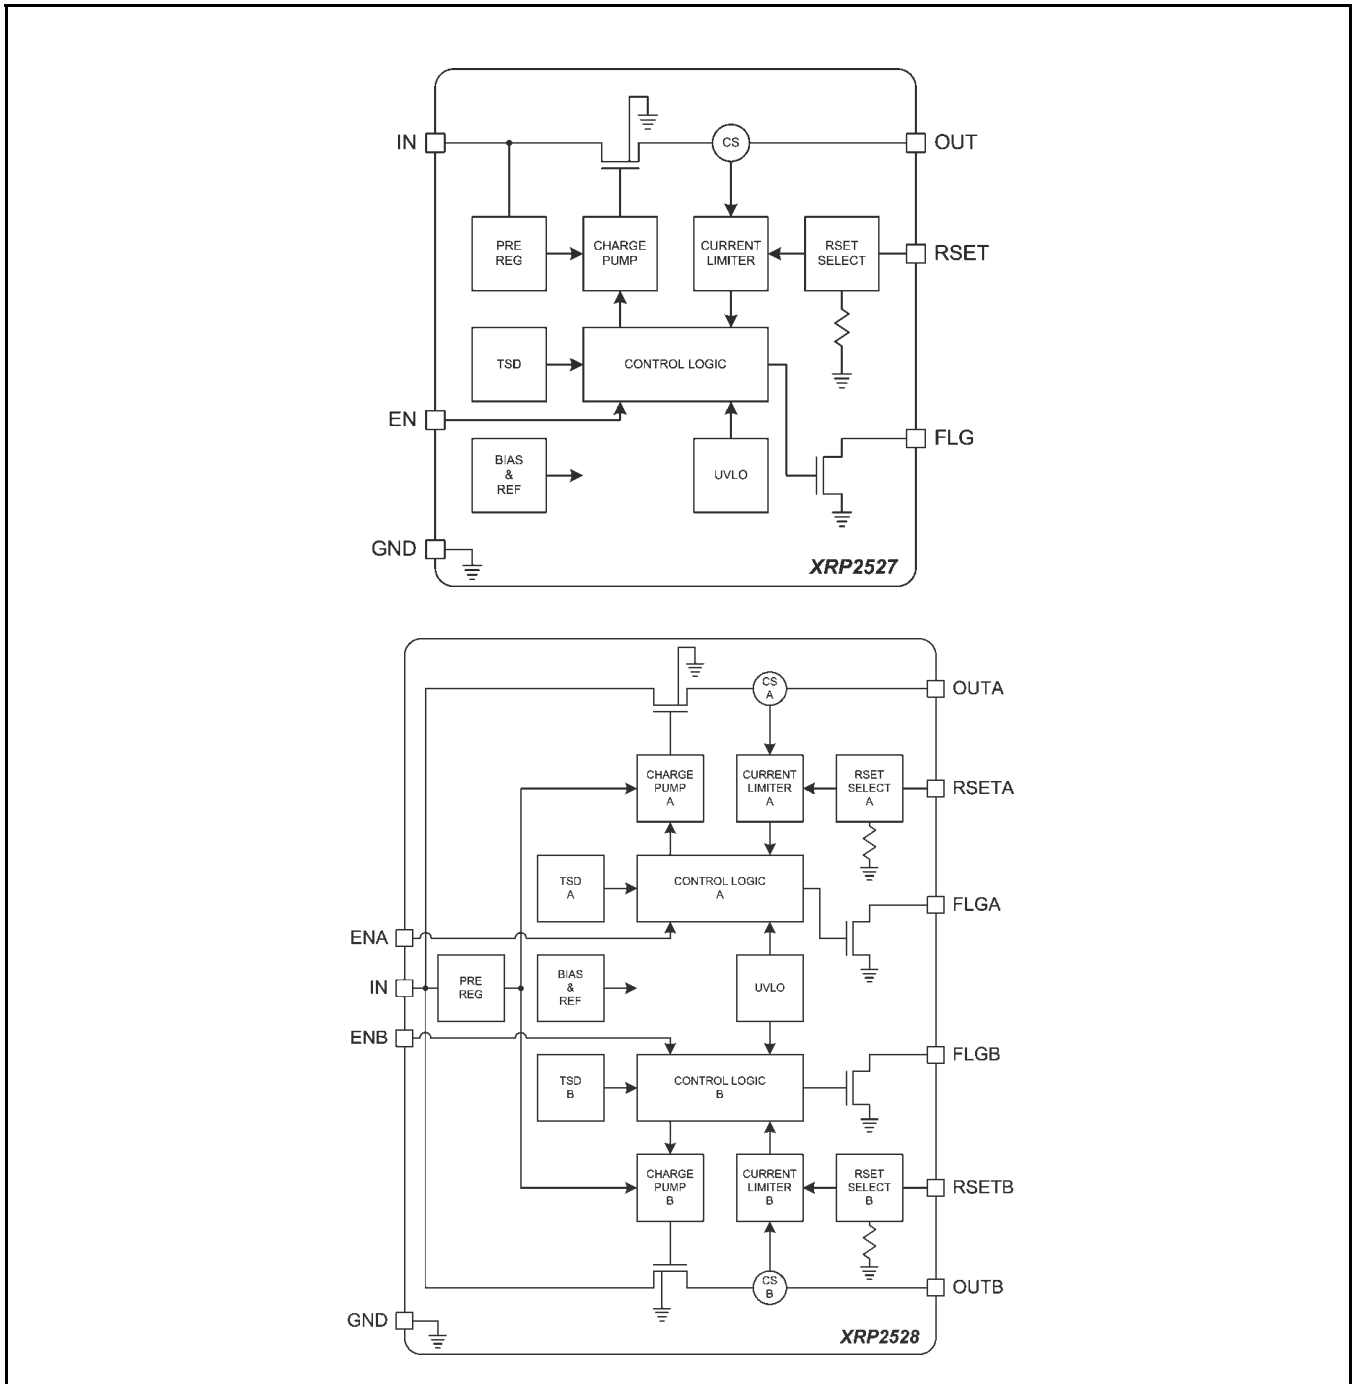 IN
CS
OUT
PRE
REG
CHARGE
PUMP
CURRENT
LIMITER
RSET
SELECT
RSET
TSD
CONTROL LOGIC
EN
FLG
BIAS
&
REF
UVLO
GND
XRP2527
CS
A
OUTA
CHARGE
PUMP
A
CURRENT
LIMITER
A
RSET
SELECT
A
RSETA
TSD
A
CONTROL LOGIC
A
FLGA
ENA
IN
PRE
REG
BIAS
&
REF
UVLO
ENB
FLGB
TSD
B
CONTROL LOGIC
B
CHARGE
PUMP
B
CURRENT
LIMITER
B
RSET
SELECT
B
RSETB
CS
B
OUTB
GND
XRP2528